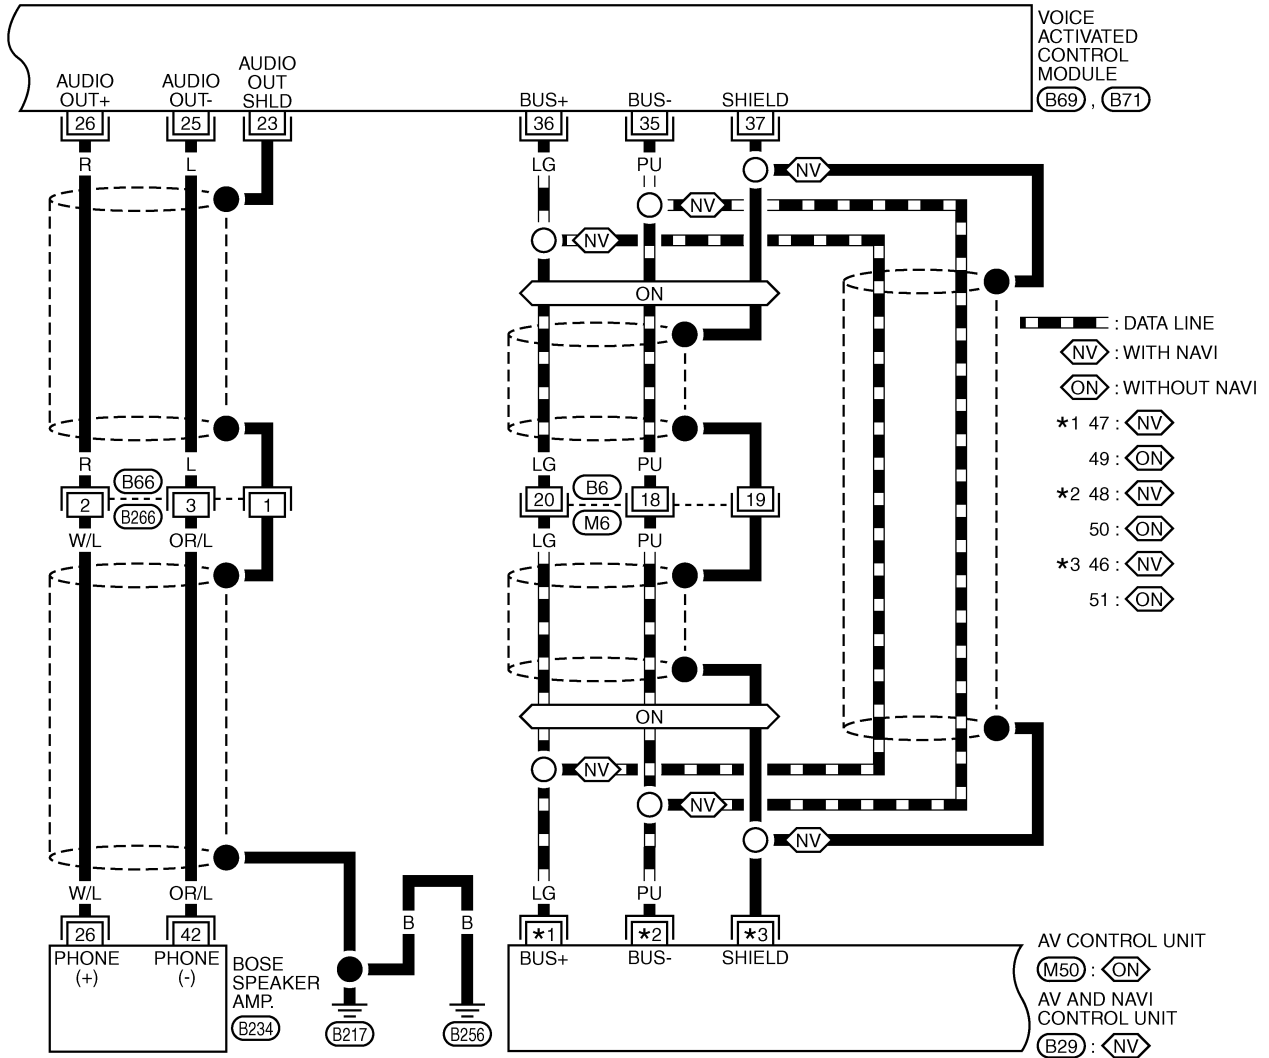 VOICE
ACTIVATED
CONTROL
MODULE
B69 , B71
AUDIO
OUT+
AUDIO
OUT-
AUDIO
OUT
SHLD
BUS+
BUS-
SHIELD
26
25
23
36
35
37
R
L
LG
PU
NV
NV
NV
ON
: DATA LINE
NV : WITH NAVI
ON : WITHOUT NAVI
*1 47 : NV
49 : ON
*2 48 : NV
50 : ON
*3 46 : NV
51 : ON
R
L
LG
PU
B66
B6
2
3
1
20
18
19
B266
M6
W/L
OR/L
LG
PU
ON
NV
NV
NV
W/L
OR/L
LG
PU
B
B
26
42
*1
*2
*3
PHONE
(+)
PHONE
(-)
BOSE
SPEAKER
AMP.
B234
B217
B256
BUS+
BUS-
SHIELD
AV CONTROL UNIT
M50 : ON
AV AND NAVI
CONTROL UNIT
B29 : NV